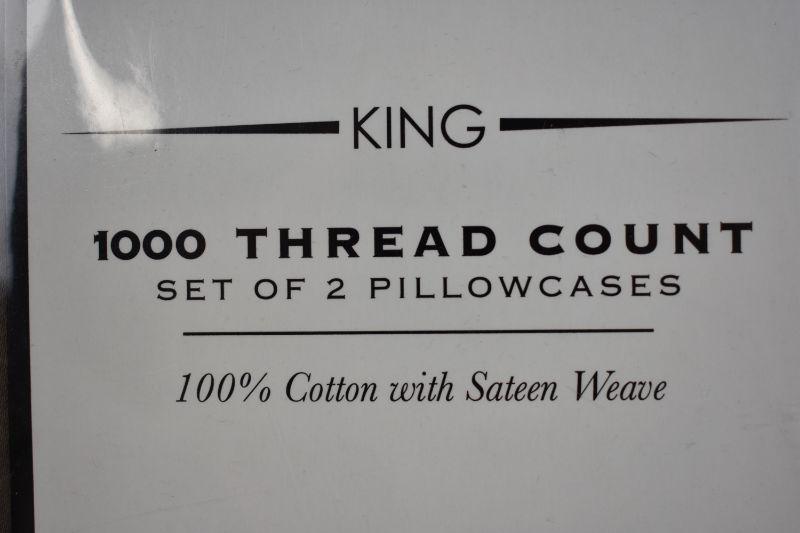 KING
1000 THREAD COUNT
SET OF 2 PILLOWCASES
100% Cotton with Sateen Weave